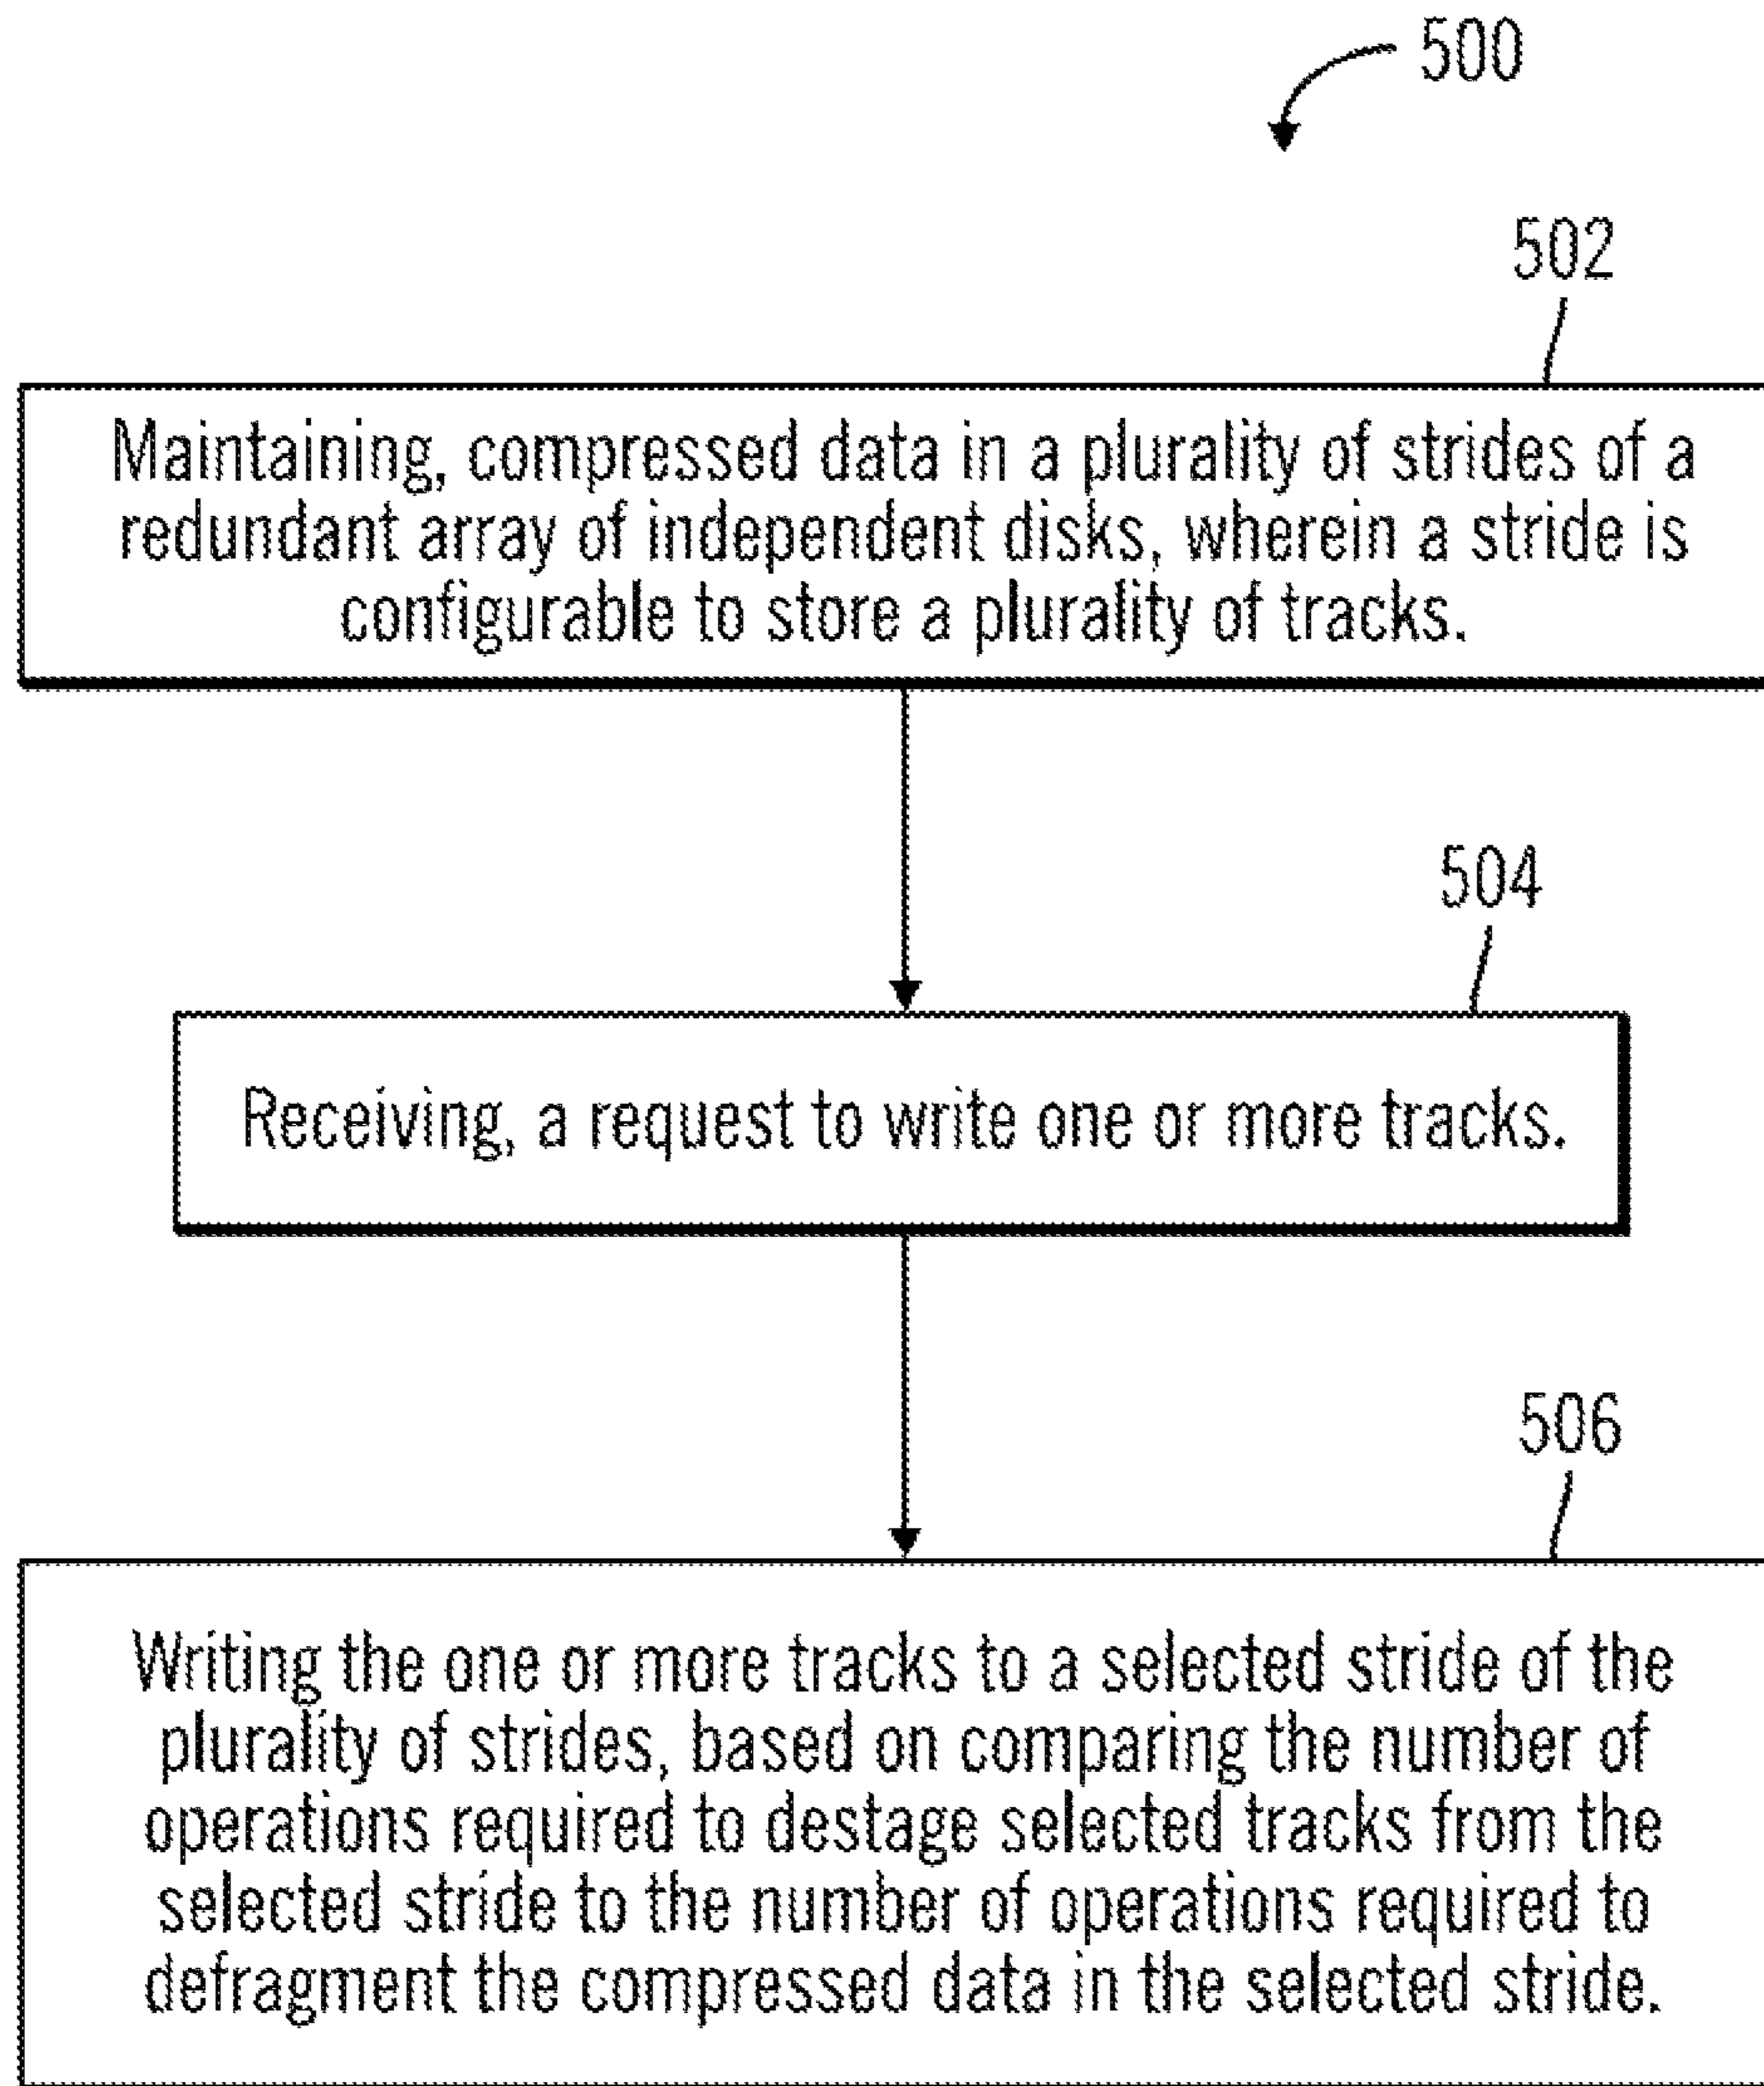 500
502
Maintaining, compressed data in a plurality of strides of a
redundant array of independent disks, wherein a stride is
configurable to store a plurality of tracks.
504
Receiving, a request to write one or more tracks.
506
Writing the one or more tracks to a selected stride of the
plurality of strides, based on comparing the number of
operations required to destage selected tracks from the
selected stride to the number of operations required to
defragment the compressed data in the selected stride.